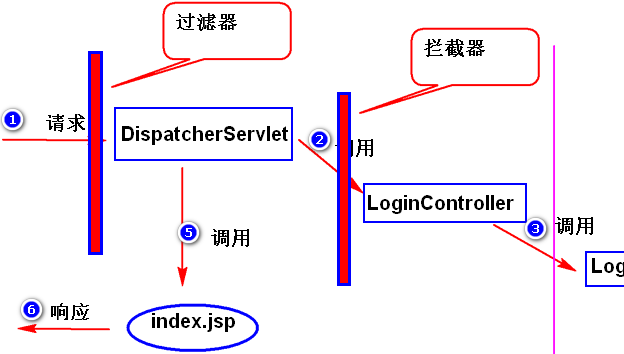 过滤器
拦截器
1
请求
DispatcherServlet
2
调用
LoginController
3
调用
Log
5
调用
index.jsp
6
响应